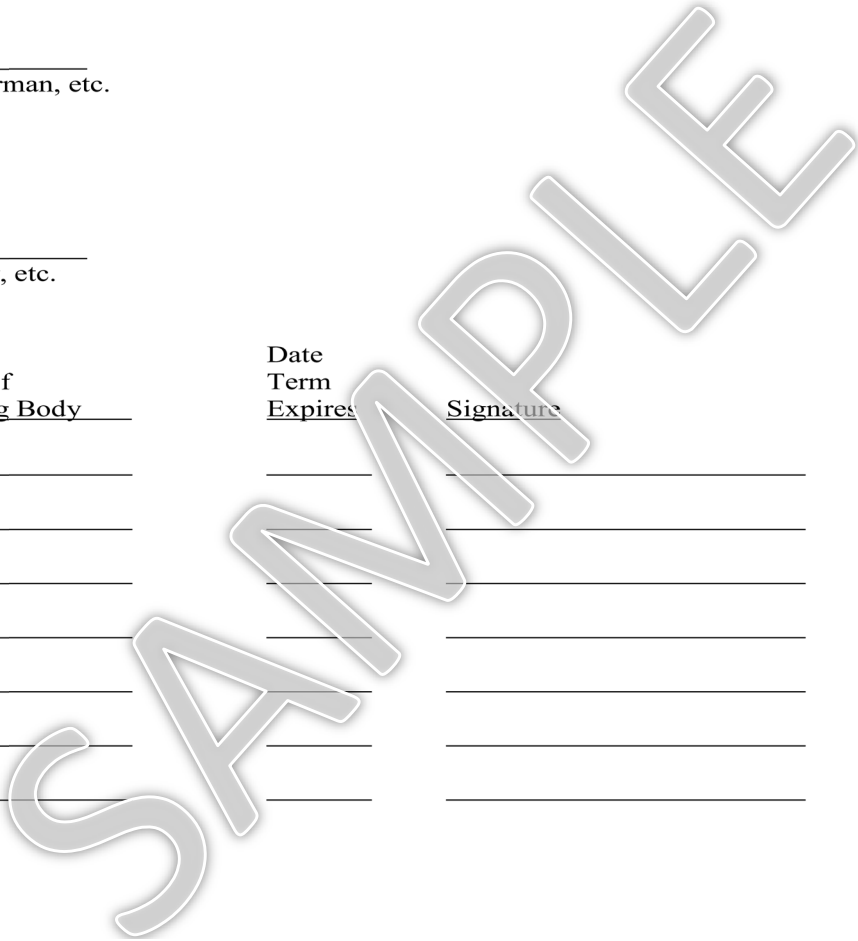 rman, etc.
, etc.
Date
f Term
g Body Expires Signature
SAMPLE